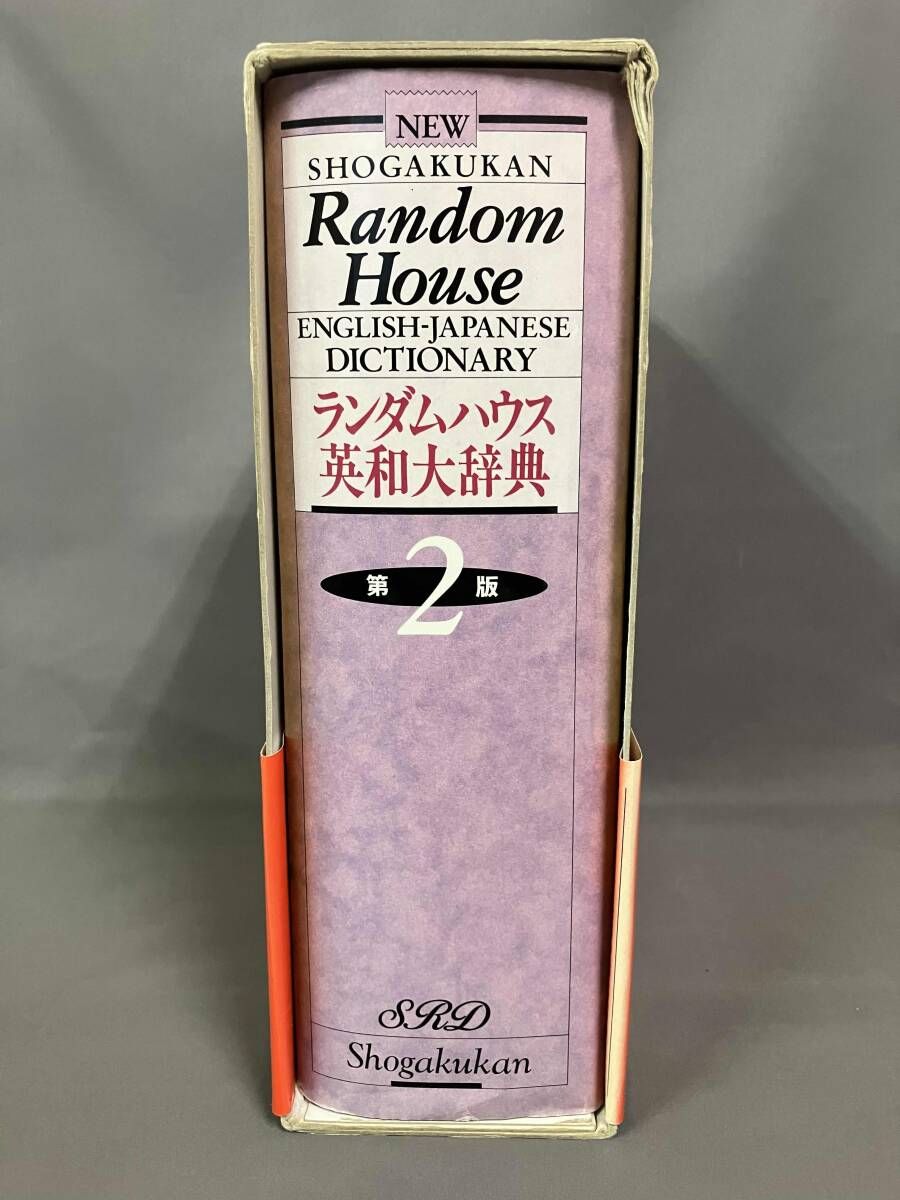 NEW
SHOGAKUKAN
Random
House
ENGLISH-JAPANESE
DICTIONARY
ランダムハウス
英和大辞典
第2版
SRD
Shogakukan